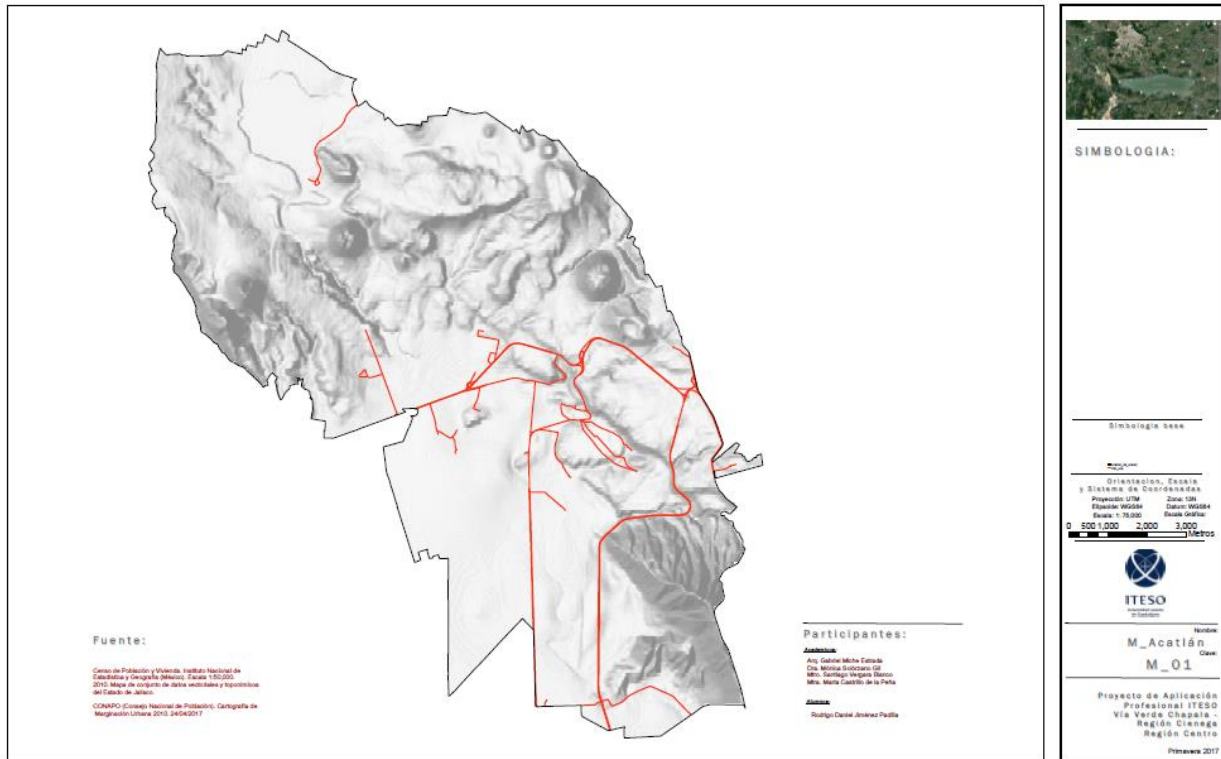 Fuente:
Censo de Población y Vivienda. Instituto Nacional de
Estadística y Geografía (México). Escala 1:50,000.
2010. Mapa de conjunto de datos vectoriales y toponímicos
del Estado de Jalisco.
CONAPO (Consejo Nacional de Población). Cartografía de
Marginación Urbana 2010. 24/04/2017
Participantes:
Académicos:
Arq. Gabriel Miche Estrada
Dra. Mónica Solórzano Gil
Mtro. Santiago Vergara Blanco
Mtra. Marta Castrillo de la Peña
Alumnos:
Rodrigo Daniel Jiménez Padilla
SIMBOLOGIA:
Simbologia base
Orientacion, Escala
y Sistema de Coordenadas
Proyección: UTM Zona: 13N
Elipsoide: WGS84 Datum: WGS84
Escala: 1: 75,000 Escala Gráfica:
0 500 1,000 2,000 3,000
Metros
ITESO
Nombre:
M_Acatlán
Clave:
M_01
Proyecto de Aplicación
Profesional ITESO
Vía Verde Chapala -
Región Cienega
Región Centro
Primavera 2017